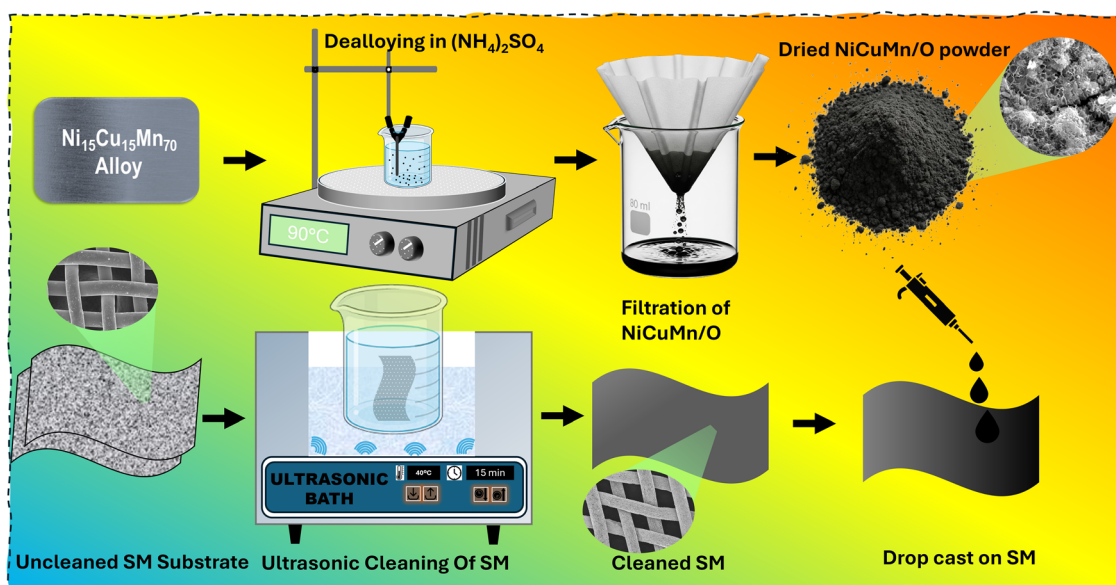 Dealloying in (NH₄)₂SO₄
Dried NiCuMn/O powder
Ni₁₅Cu₁₅Mn₇₀
Alloy
80 ml
90°C
Filtration of
NiCuMn/O
40°C
15 min
ULTRASONIC
BATH
Uncleaned SM Substrate
Ultrasonic Cleaning Of SM
Cleaned SM
Drop cast on SM